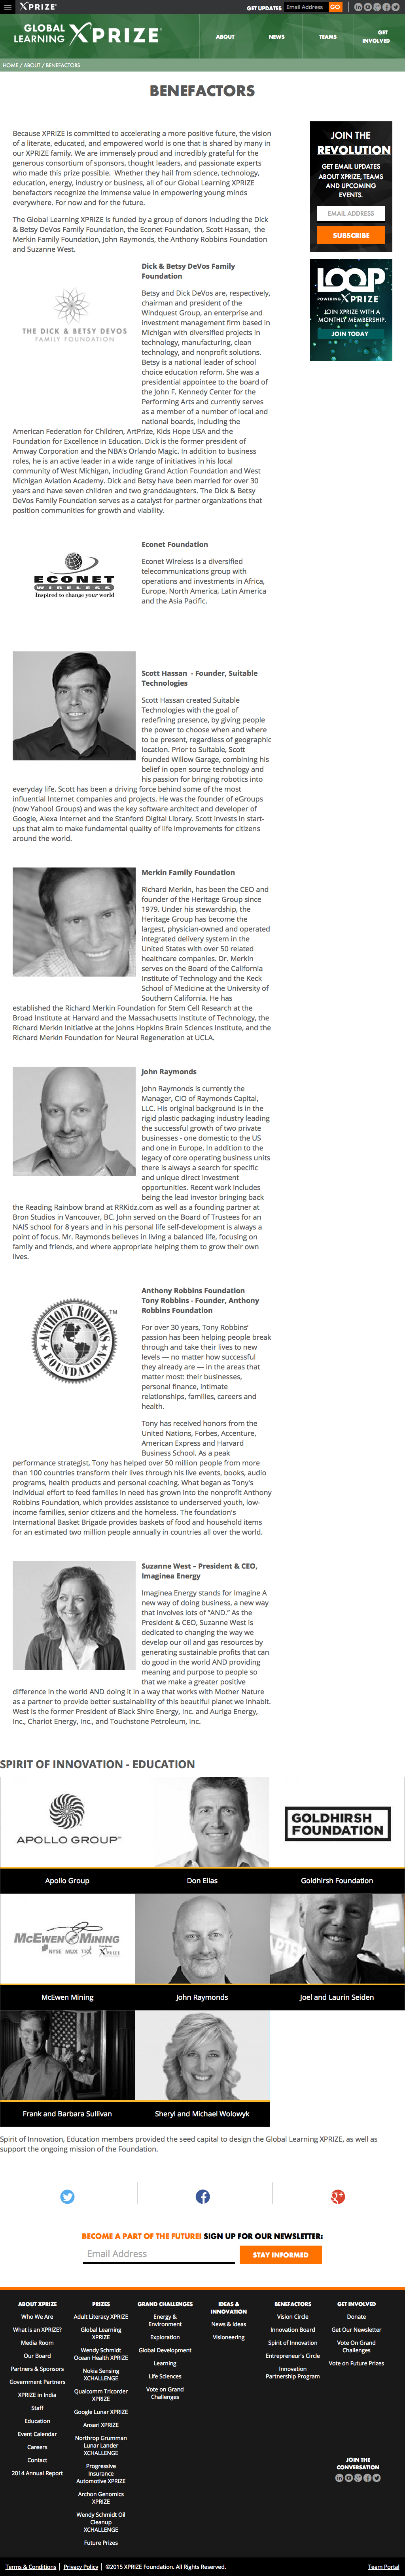 XPRIZE
GET UPDATES
Email Address
GO
GLOBAL
LEARNING
XPRIZE
ABOUT
NEWS
TEAMS
GET
INVOLVED
HOME / ABOUT / BENEFACTORS
BENEFACTORS
Because XPRIZE is committed to accelerating a more positive future, the vision
of a literate, educated, and empowered world is one that is shared by many in
our XPRIZE family. We are immensely proud and incredibly grateful for the
generous consortium of sponsors, thought leaders, and passionate experts
who made this prize possible.  Whether they hail from science, technology,
education, energy, industry or business, all of our Global Learning XPRIZE
benefactors recognize the immense value in empowering young minds
everywhere. For now and for the future.
The Global Learning XPRIZE is funded by a group of donors including the Dick
& Betsy DeVos Family Foundation, the Econet Foundation, Scott Hassan,  the
Merkin Family Foundation, John Raymonds, the Anthony Robbins Foundation
and Suzanne West.
JOIN THE
REVOLUTION
GET EMAIL UPDATES
ABOUT XPRIZE, TEAMS
AND UPCOMING
EVENTS.
EMAIL ADDRESS
SUBSCRIBE
LOOP
POWERING XPRIZE
JOIN XPRIZE WITH A
MONTHLY MEMBERSHIP.
JOIN TODAY
THE DICK & BETSY DEVOS
FAMILY FOUNDATION
Dick & Betsy DeVos Family
Foundation
Betsy and Dick DeVos are, respectively,
chairman and president of the
Windquest Group, an enterprise and
investment management firm based in
Michigan with diversified projects in
technology, manufacturing, clean
technology, and nonprofit solutions.
Betsy is a national leader of school
choice education reform. She was a
presidential appointee to the board of
the John F. Kennedy Center for the
Performing Arts and currently serves
as a member of a number of local and
national boards, including the
American Federation for Children, ArtPrize, Kids Hope USA and the
Foundation for Excellence in Education. Dick is the former president of
Amway Corporation and the NBA's Orlando Magic. In addition to business
roles, he is an active leader in a wide range of initiatives in his local
community of West Michigan, including Grand Action Foundation and West
Michigan Aviation Academy. Dick and Betsy have been married for over 30
years and have seven children and two granddaughters. The Dick & Betsy
DeVos Family Foundation serves as a catalyst for partner organizations that
position communities for growth and viability.
ECONET
WIRELESS
Inspired to change your world
Econet Foundation
Econet Wireless is a diversified
telecommunications group with
operations and investments in Africa,
Europe, North America, Latin America
and the Asia Pacific.
Scott Hassan  - Founder, Suitable
Technologies
Scott Hassan created Suitable
Technologies with the goal of
redefining presence, by giving people
the power to choose when and where
to be present, regardless of geographic
location. Prior to Suitable, Scott
founded Willow Garage, combining his
belief in open source technology and
his passion for bringing robotics into
everyday life. Scott has been a driving force behind some of the most
influential Internet companies and projects. He was the founder of eGroups
(now Yahoo! Groups) and was the key software architect and developer of
Google, Alexa Internet and the Stanford Digital Library. Scott invests in start-
ups that aim to make fundamental quality of life improvements for citizens
around the world.
Merkin Family Foundation
Richard Merkin, has been the CEO and
founder of the Heritage Group since
1979. Under his stewardship, the
Heritage Group has become the
largest, physician-owned and operated
integrated delivery system in the
United States with over 50 related
healthcare companies. Dr. Merkin
serves on the Board of the California
Institute of Technology and the Keck
School of Medicine at the University of
Southern California. He has
established the Richard Merkin Foundation for Stem Cell Research at the
Broad Institute at Harvard and the Massachusetts Institute of Technology, the
Richard Merkin Initiative at the Johns Hopkins Brain Sciences Institute, and the
Richard Merkin Foundation for Neural Regeneration at UCLA.
John Raymonds
John Raymonds is currently the
Manager, CIO of Raymonds Capital,
LLC. His original background is in the
rigid plastic packaging industry leading
the successful growth of two private
businesses - one domestic to the US
and one in Europe. In addition to the
legacy of core operating business units
there is always a search for specific
and unique direct investment
opportunities. Recent work includes
being the lead investor bringing back
the Reading Rainbow brand at RRKidz.com as well as a founding partner at
Bron Studios in Vancouver, BC. John served on the Board of Trustees for an
NAIS school for 8 years and in his personal life self-development is always a
point of focus. Mr. Raymonds believes in living a balanced life, focusing on
family and friends, and where appropriate helping them to grow their own
lives.
ANTHONY ROBBINS
FOUNDATION
TM
Anthony Robbins Foundation
Tony Robbins - Founder, Anthony
Robbins Foundation
For over 30 years, Tony Robbins'
passion has been helping people break
through and take their lives to new
levels — no matter how successful
they already are — in the areas that
matter most: their businesses,
personal finance, intimate
relationships, families, careers and
health.
Tony has received honors from the
United Nations, Forbes, Accenture,
American Express and Harvard
Business School. As a peak
performance strategist, Tony has helped over 50 million people from more
than 100 countries transform their lives through his live events, books, audio
programs, health products and personal coaching. What began as Tony's
individual effort to feed families in need has grown into the nonprofit Anthony
Robbins Foundation, which provides assistance to underserved youth, low-
income families, senior citizens and the homeless. The foundation's
International Basket Brigade provides baskets of food and household items
for an estimated two million people annually in countries all over the world.
Suzanne West – President & CEO,
Imaginea Energy
Imaginea Energy stands for Imagine A
new way of doing business, a new way
that involves lots of "AND." As the
President & CEO, Suzanne West is
dedicated to changing the way we
develop our oil and gas resources by
generating sustainable profits that can
do good in the world AND providing
meaning and purpose to people so
that we make a greater positive
difference in the world AND doing it in a way that works with Mother Nature
as a partner to provide better sustainability of this beautiful planet we inhabit.
West is the former President of Black Shire Energy, Inc. and Auriga Energy,
Inc., Chariot Energy, Inc., and Touchstone Petroleum, Inc.
SPIRIT OF INNOVATION - EDUCATION
APOLLO GROUP
GOLDHIRSH
FOUNDATION
Apollo Group
Don Elias
Goldhirsh Foundation
McEWEN MINING
NYSE MUX TSX
XPRIZE
McEwen Mining
John Raymonds
Joel and Laurin Seiden
Frank and Barbara Sullivan
Sheryl and Michael Wolowyk
Spirit of Innovation, Education members provided the seed capital to design the Global Learning XPRIZE, as well as
support the ongoing mission of the Foundation.
BECOME A PART OF THE FUTURE! SIGN UP FOR OUR NEWSLETTER:
Email Address
STAY INFORMED
ABOUT XPRIZE
Who We Are
What is an XPRIZE?
Media Room
Our Board
Partners & Sponsors
Government Partners
XPRIZE In India
Staff
Education
Event Calendar
Careers
Contact
2014 Annual Report
PRIZES
Adult Literacy XPRIZE
Global Learning
XPRIZE
Wendy Schmidt
Ocean Health XPRIZE
Nokia Sensing
XCHALLENGE
Qualcomm Tricorder
XPRIZE
Google Lunar XPRIZE
Ansari XPRIZE
Northrop Grumman
Lunar Lander
XCHALLENGE
Progressive
Insurance
Automotive XPRIZE
Archon Genomics
XPRIZE
Wendy Schmidt Oil
Cleanup
XCHALLENGE
Future Prizes
GRAND CHALLENGES
Energy &
Environment
Exploration
Global Development
Learning
Life Sciences
Vote on Grand
Challenges
IDEAS &
INNOVATION
News & Ideas
Visioneering
BENEFACTORS
Vision Circle
Innovation Board
Spirit of Innovation
Entrepreneur's Circle
Innovation
Partnership Program
GET INVOLVED
Donate
Get Our Newsletter
Vote On Grand
Challenges
Vote on Future Prizes
JOIN THE
CONVERSATION
Terms & Conditions
Privacy Policy
©2015 XPRIZE Foundation. All Rights Reserved.
Team Portal